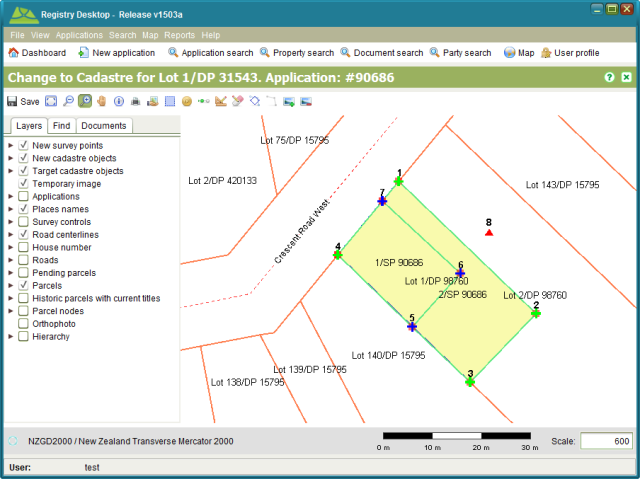 Registry Desktop - Release v1503a
File View Applications Search Map Reports Help
Dashboard New application Application search Property search Document search Party search Map User profile
Change to Cadastre for Lot 1/DP 31543. Application: #90686
Save
Layers Find Documents
New survey points
New cadastre objects
Target cadastre objects
Temporary image
Applications
Places names
Survey controls
Road centerlines
House number
Roads
Pending parcels
Parcels
Historic parcels with current titles
Parcel nodes
Orthophoto
Hierarchy
Lot 75/DP 15795
Lot 2/DP 420133
1
Lot 143/DP 15795
7
Crescent Road West
8
4
1/SP 90686
6
Lot 1/DP 98760
2/SP 90686
Lot 2/DP 98760
2
5
Lot 140/DP 15795
Lot 139/DP 15795
3
Lot 138/DP 15795
NZGD2000 / New Zealand Transverse Mercator 2000
0 m 10 m 20 m 30 m
Scale: 600
User: test